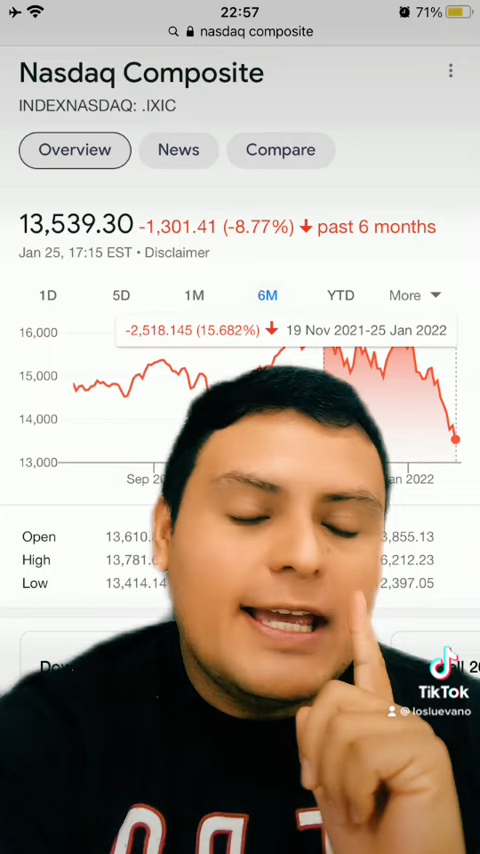 22:57
71%
nasdaq composite
Nasdaq Composite
INDEXNASDAQ: .IXIC
Overview News Compare
13,539.30 -1,301.41 (-8.77%) past 6 months
Jan 25, 17:15 EST • Disclaimer
1D 5D 1M 6M YTD More
-2,518.145 (15.682%) 19 Nov 2021-25 Jan 2022
16,000
15,000
14,000
13,000
Sep 2022
Open 13,610. 3,855.13
High 13,781. 6,212.23
Low 13,414.14 2,397.05
TikTok
@losluevano